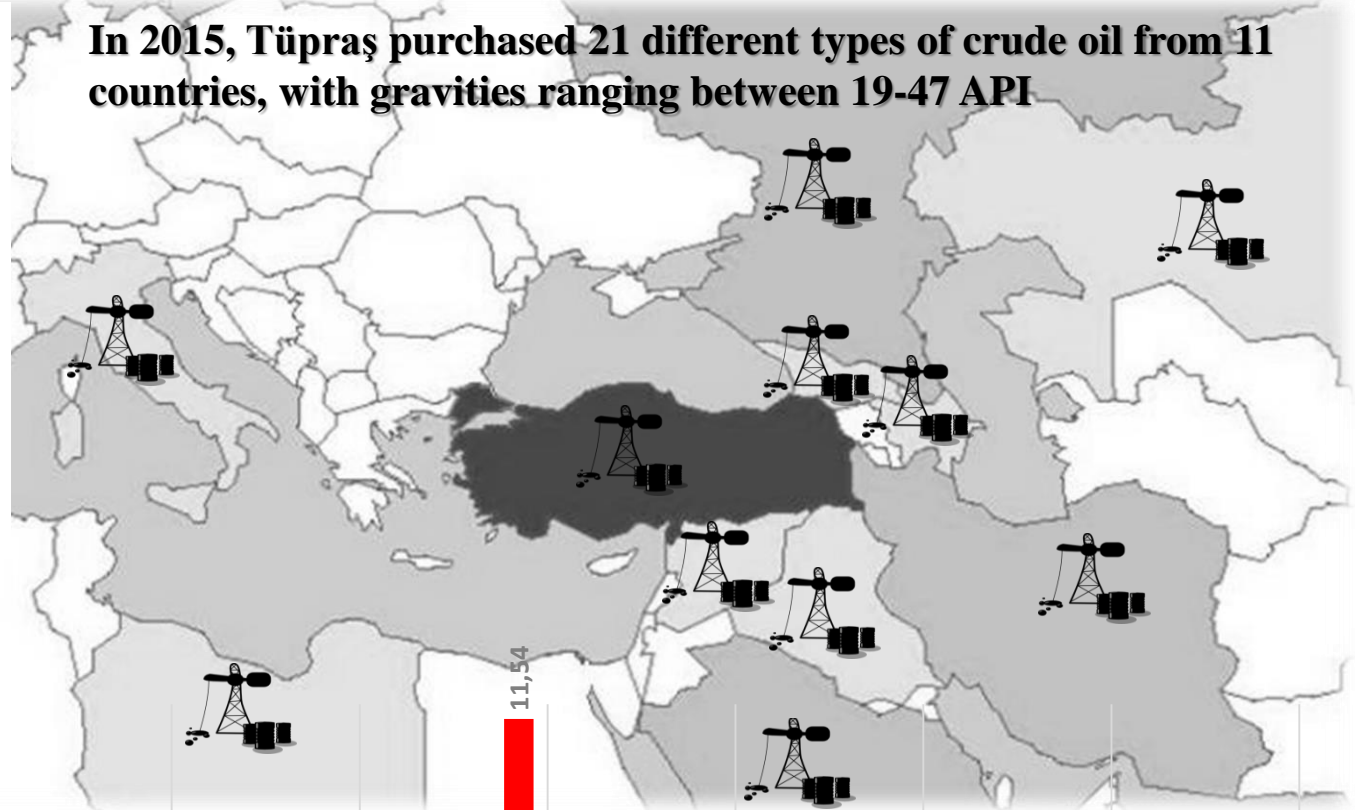 In 2015, Tüpraş purchased 21 different types of crude oil from 11
countries, with gravities ranging between 19-47 API
11,54